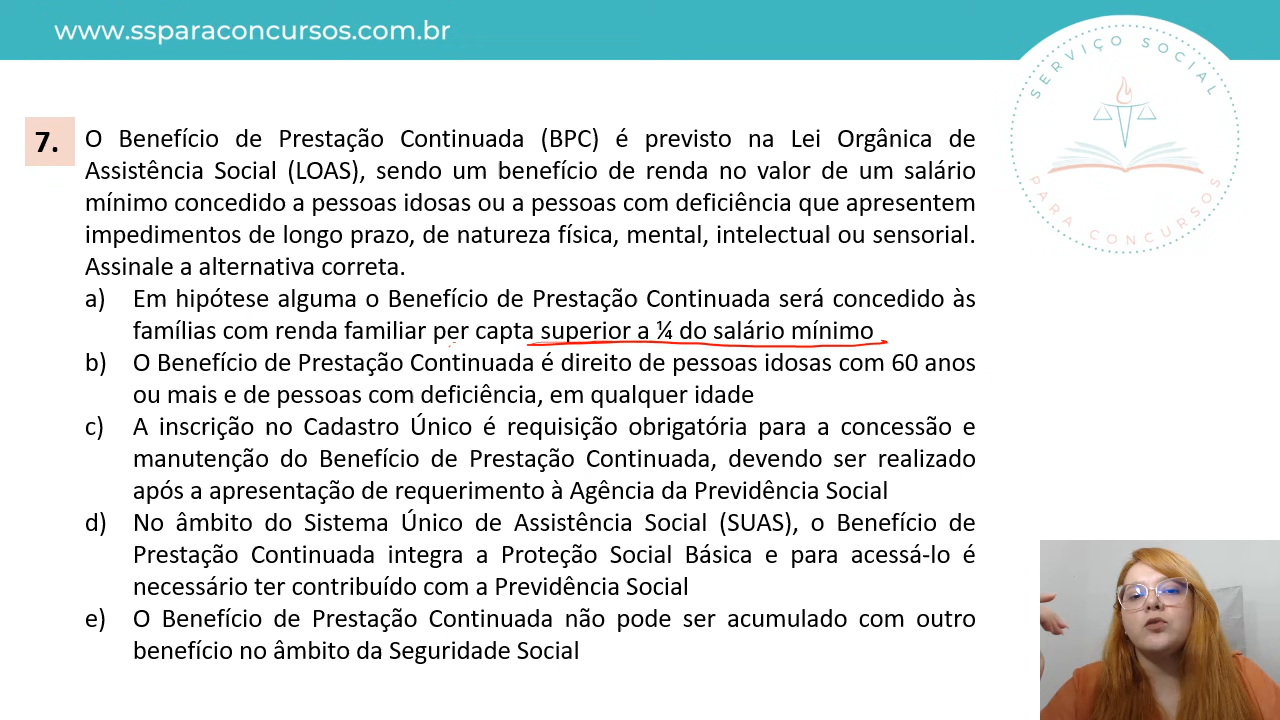 www.ssparaconcursos.com.br
SERVIÇO SOCIAL
PARA CONCURSOS
7. O Benefício de Prestação Continuada (BPC) é previsto na Lei Orgânica de
Assistência Social (LOAS), sendo um benefício de renda no valor de um salário
mínimo concedido a pessoas idosas ou a pessoas com deficiência que apresentem
impedimentos de longo prazo, de natureza física, mental, intelectual ou sensorial.
Assinale a alternativa correta.
a) Em hipótese alguma o Benefício de Prestação Continuada será concedido às
famílias com renda familiar per capta superior a ¼ do salário mínimo
b) O Benefício de Prestação Continuada é direito de pessoas idosas com 60 anos
ou mais e de pessoas com deficiência, em qualquer idade
c) A inscrição no Cadastro Único é requisição obrigatória para a concessão e
manutenção do Benefício de Prestação Continuada, devendo ser realizado
após a apresentação de requerimento à Agência da Previdência Social
d) No âmbito do Sistema Único de Assistência Social (SUAS), o Benefício de
Prestação Continuada integra a Proteção Social Básica e para acessá-lo é
necessário ter contribuído com a Previdência Social
e) O Benefício de Prestação Continuada não pode ser acumulado com outro
benefício no âmbito da Seguridade Social